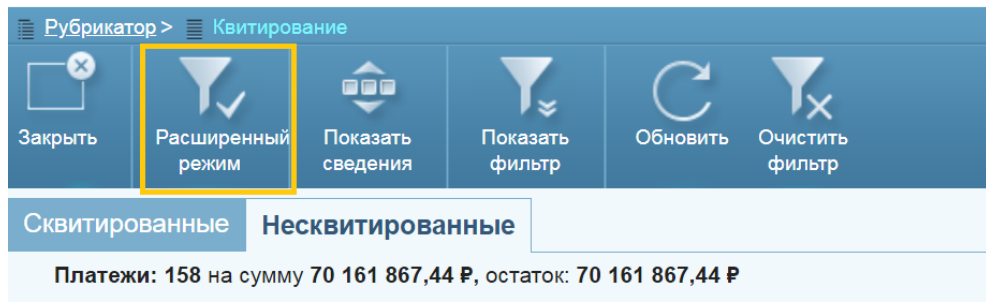 Рубрикатор > Квитирование
Закрыть
Расширенный
режим
Показать
сведения
Показать
фильтр
Обновить
Очистить
фильтр
Сквитированные Несквитированные
Платежи: 158 на сумму 70 161 867,44 ₽, остаток: 70 161 867,44 ₽